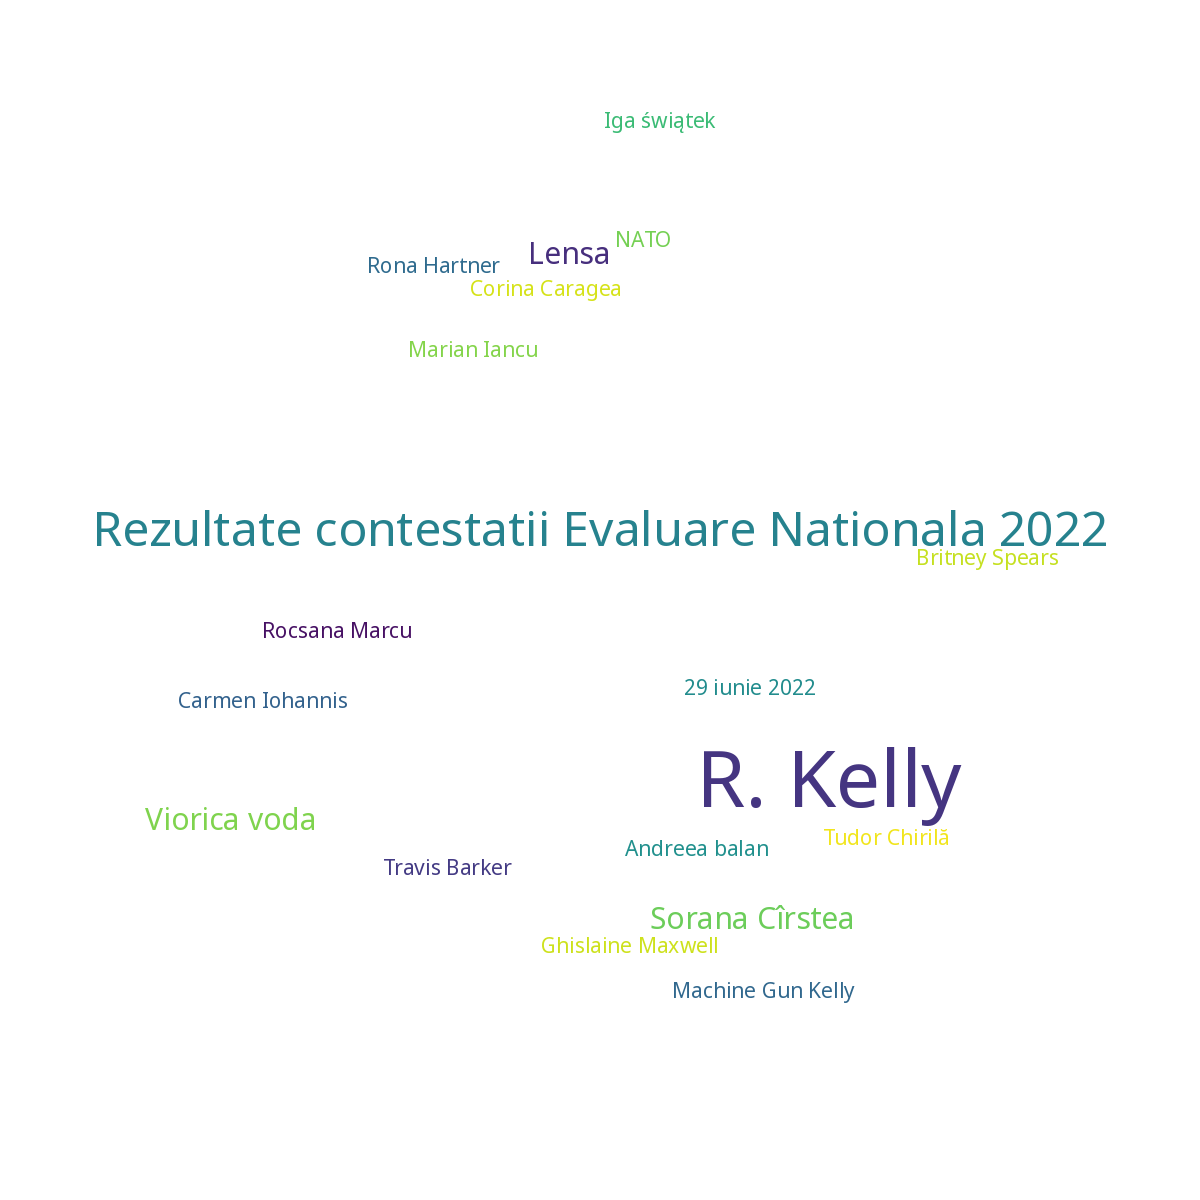 Iga świątek
NATO
Lensa
Rona Hartner
Corina Caragea
Marian Iancu
Rezultate contestatii Evaluare Nationala 2022
Britney Spears
Rocsana Marcu
29 iunie 2022
Carmen Iohannis
R. Kelly
Viorica voda
Tudor Chirilă
Andreea balan
Travis Barker
Sorana Cîrstea
Ghislaine Maxwell
Machine Gun Kelly